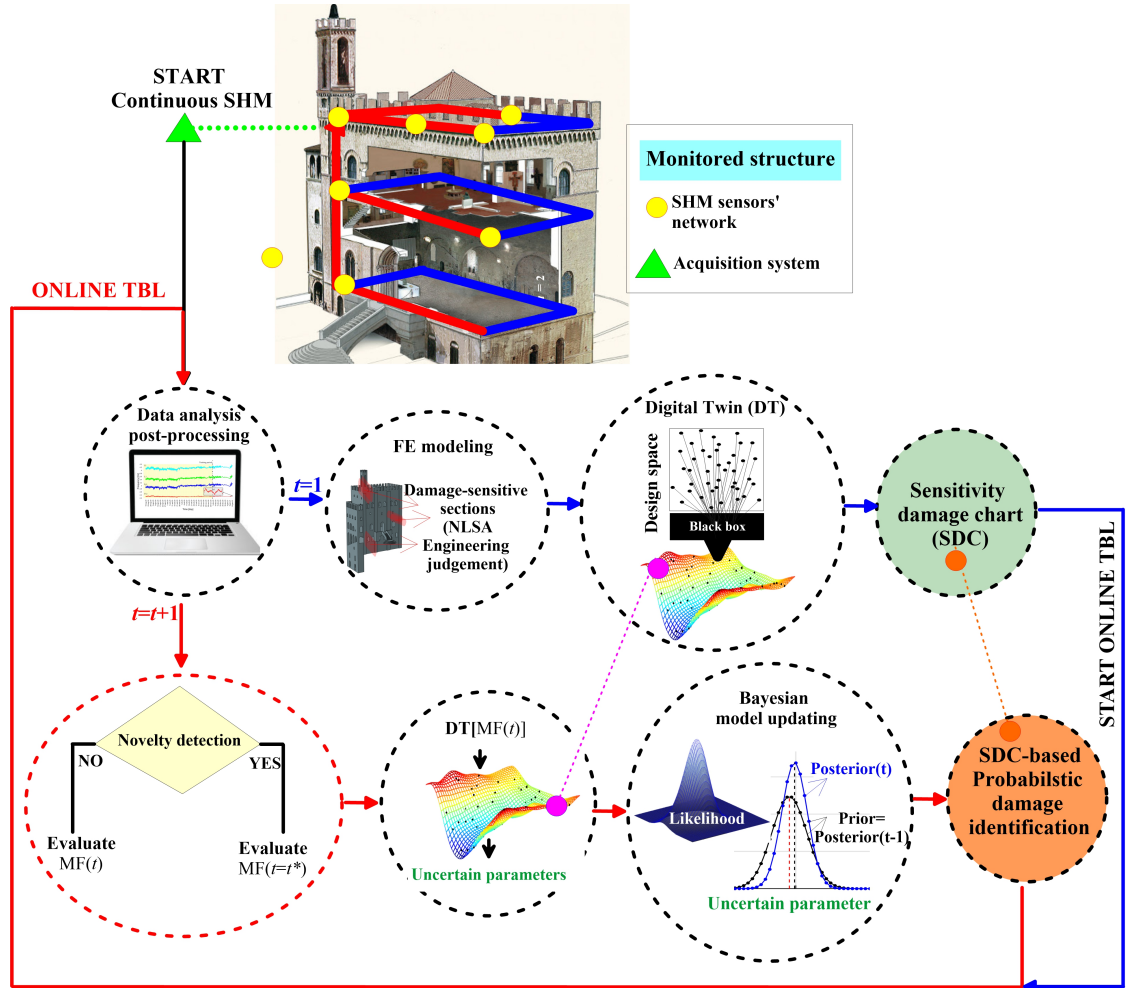 START
Continuous SHM
Monitored structure
SHM sensors'
network
Acquisition system
= 2
ONLINE TBL
Data analysis
post-processing
t=1
FE modeling
Damage-sensitive
sections
(NLSA
Engineering
judgement)
Digital Twin (DT)
Design space
Black box
Sensitivity
damage chart
(SDC)
START ONLINE TBL
t=t+1
Novelty detection
NO
YES
Evaluate
MF(t)
Evaluate
MF(t=t*)
DT[MF(t)]
Uncertain parameters
Bayesian
model updating
Likelihood
Posterior(t)
Prior=
Posterior(t-1)
Uncertain parameter
SDC-based
Probabilstic
damage
identification